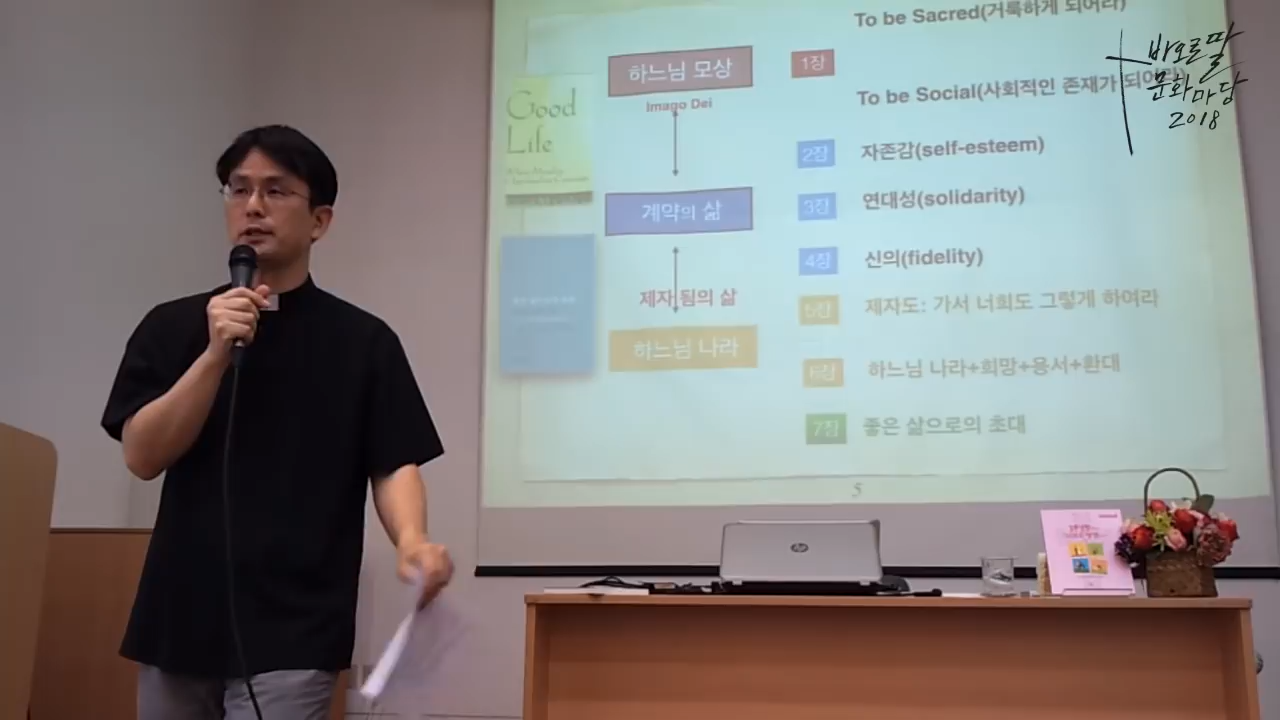 To be Sacred(거룩하게 되어라)
바오로딸
문화마당
2018
하느님 모상
1장
Imago Dei
To be Social(사회적인 존재가 되어라)
Good
Life
2장
자존감(self-esteem)
계약의 삶
3장
연대성(solidarity)
4장
신의(fidelity)
제자 됨의 삶
5장
제자도: 가서 너희도 그렇게 하여라
하느님 나라
6장
하느님 나라+희망+용서+환대
7장
좋은 삶으로의 초대
5
hp